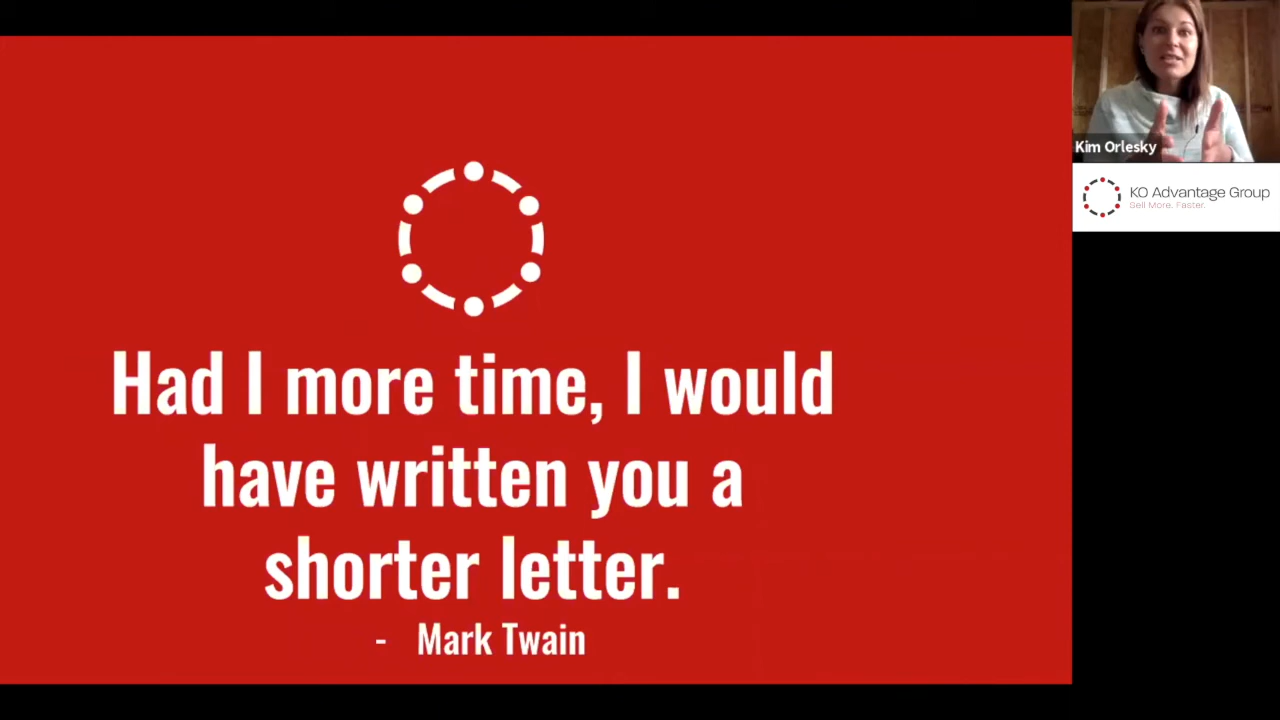 Had I more time, I would
have written you a
shorter letter.
- Mark Twain
Kim Orlesky
KO Advantage Group
Sell More. Faster.